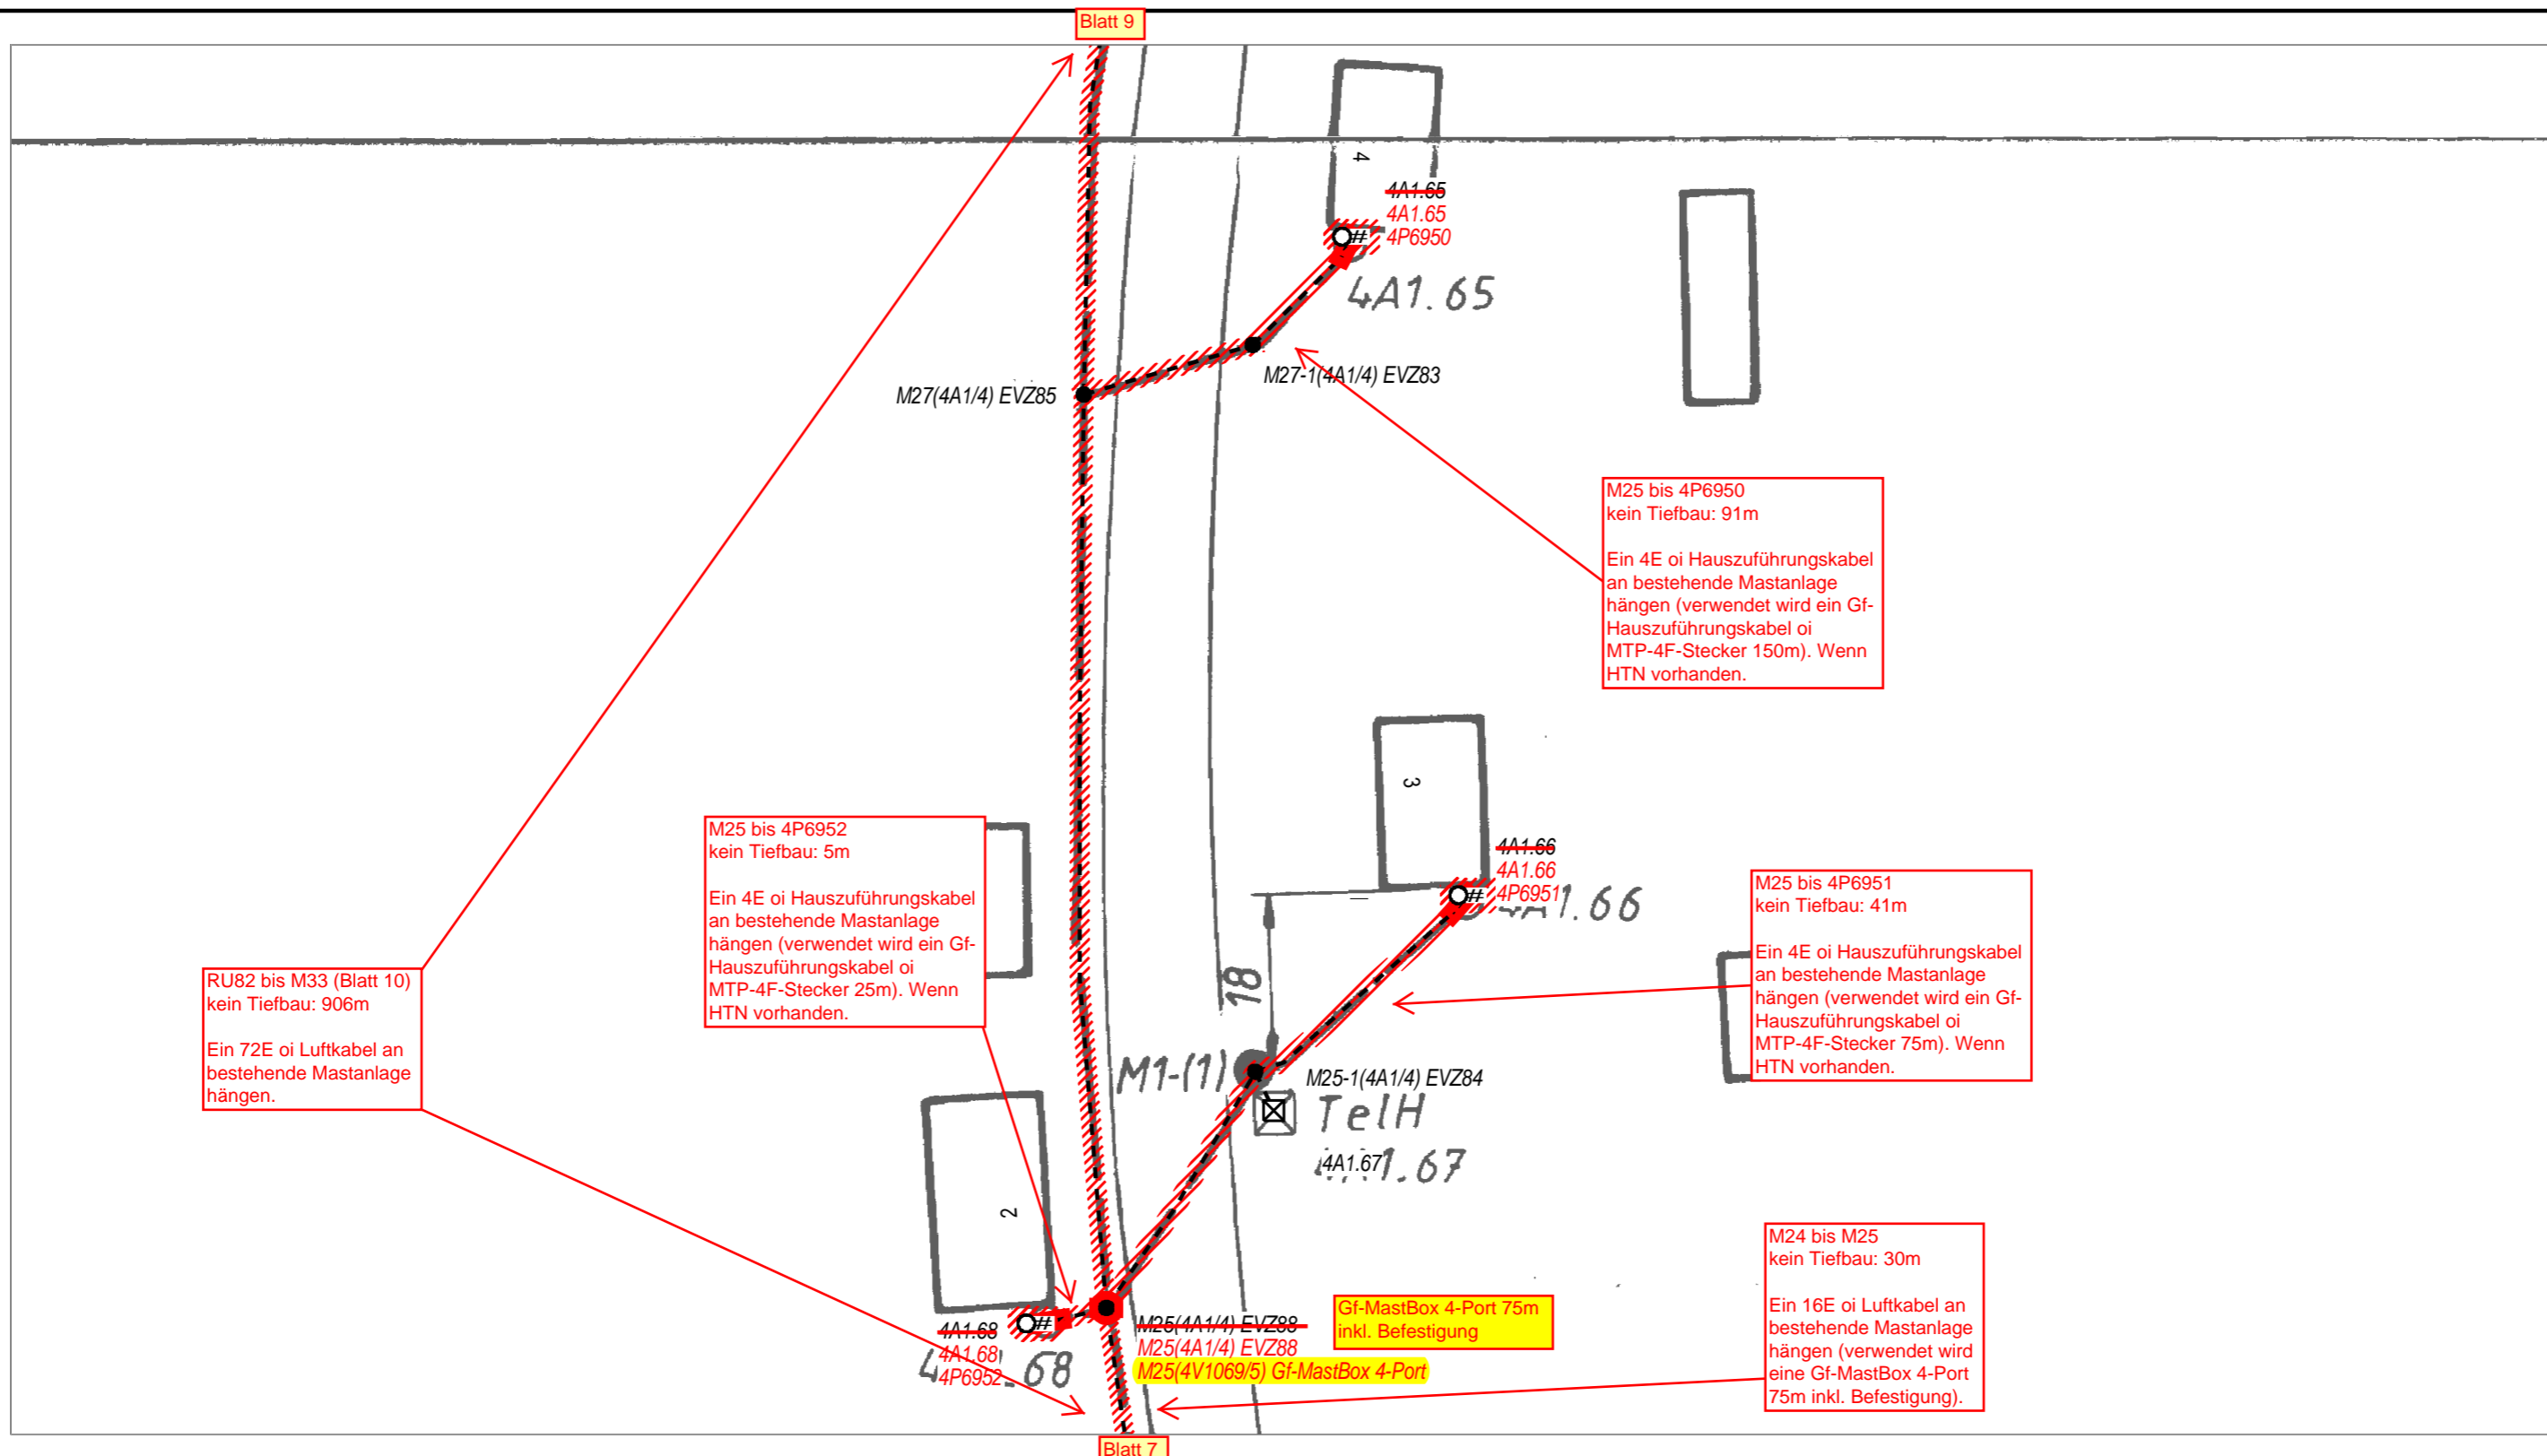 Blatt 9
4
4A1.65
4A1.65
4P6950
#
4A1.65
M27-1(4A1/4) EVZ83
M27(4A1/4) EVZ85
M25 bis 4P6950
kein Tiefbau: 91m
Ein 4E oi Hauszuführungskabel
an bestehende Mastanlage
hängen (verwendet wird ein Gf-
Hauszuführungskabel oi
MTP-4F-Stecker 150m). Wenn
HTN vorhanden.
3
M25 bis 4P6952
kein Tiefbau: 5m
Ein 4E oi Hauszuführungskabel
an bestehende Mastanlage
hängen (verwendet wird ein Gf-
Hauszuführungskabel oi
MTP-4F-Stecker 25m). Wenn
HTN vorhanden.
4A1.66
4A1.66
4P6951
#
1.66
M25 bis 4P6951
kein Tiefbau: 41m
Ein 4E oi Hauszuführungskabel
an bestehende Mastanlage
hängen (verwendet wird ein Gf-
Hauszuführungskabel oi
MTP-4F-Stecker 75m). Wenn
HTN vorhanden.
RU82 bis M33 (Blatt 10)
kein Tiefbau: 906m
Ein 72E oi Luftkabel an
bestehende Mastanlage
hängen.
18
M1-(1)
M25-1(4A1/4) EVZ84
TelH
4A1.67
1.67
2
M24 bis M25
kein Tiefbau: 30m
Ein 16E oi Luftkabel an
bestehende Mastanlage
hängen (verwendet wird
eine Gf-MastBox 4-Port
75m inkl. Befestigung).
Gf-MastBox 4-Port 75m
inkl. Befestigung
#
4A1.68
4A1.68
4P6952
4 .68
M25(4A1/4) EVZ88
M25(4A1/4) EVZ88
M25(4V1069/5) Gf-MastBox 4-Port
Blatt 7